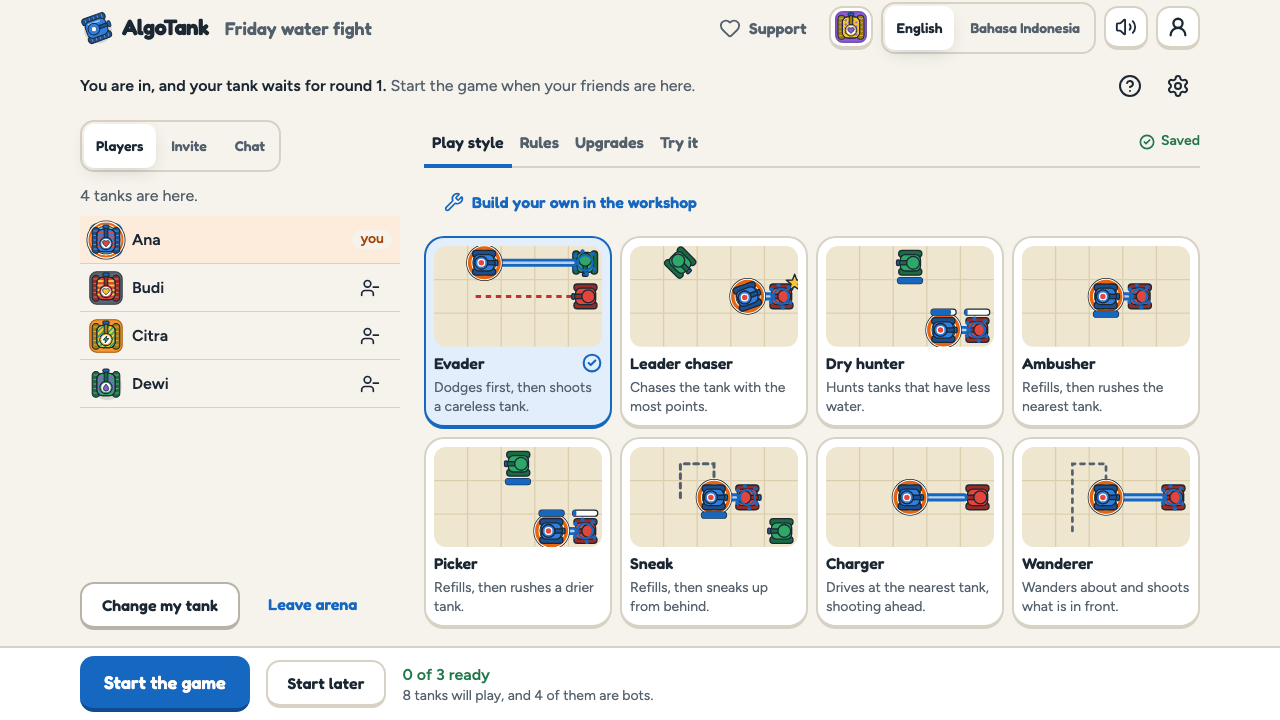 AlgoTank Friday water fight Support English Bahasa Indonesia
You are in, and your tank waits for round 1. Start the game when your friends are here.
Players Invite Chat
4 tanks are here.
Ana you
Budi
Citra
Dewi
Change my tank Leave arena
Play style Rules Upgrades Try it Saved
Build your own in the workshop
Evader
Dodges first, then shoots
a careless tank.
Leader chaser
Chases the tank with the
most points.
Dry hunter
Hunts tanks that have less
water.
Ambusher
Refills, then rushes the
nearest tank.
Picker
Refills, then rushes a drier
tank.
Sneak
Refills, then sneaks up
from behind.
Charger
Drives at the nearest tank,
shooting ahead.
Wanderer
Wanders about and shoots
what is in front.
Start the game Start later
0 of 3 ready
8 tanks will play, and 4 of them are bots.